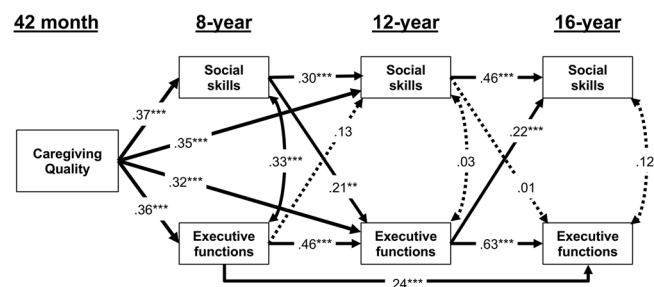 42 month 8-year 12-year 16-year
Social skills
Social skills
Social skills
.30***
.46***
.37***
.35***
.13
.22***
Caregiving Quality
.33***
.03
.12
.32***
.21**
.01
.36***
Executive functions
Executive functions
Executive functions
.46***
.63***
.24***